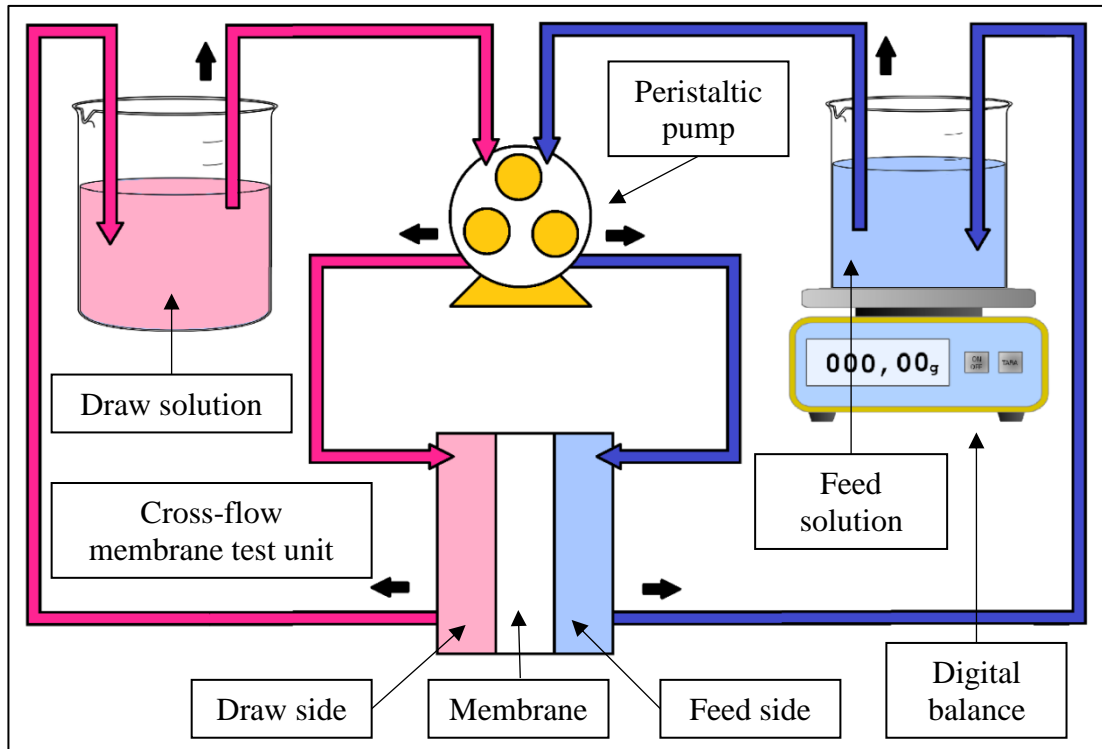 Peristaltic
pump
Draw solution
000,00g
ON
OFF
TARA
Feed
solution
Cross-flow
membrane test unit
Draw side
Membrane
Feed side
Digital
balance